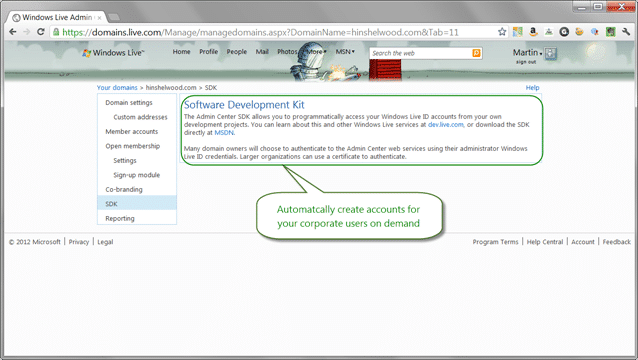 Windows Live Admin
https://domains.live.com/Manage/managedomains.aspx?DomainName=hinshelwood.com&Tab=11
Windows Live™ Home Profile People Mail Photos More▾ MSN▾ Search the web Martin
sign out
Your domains > hinshelwood.com > SDK Help
Domain settings
Custom addresses
Member accounts
Open membership
Settings
Sign-up module
Co-branding
SDK
Reporting
Software Development Kit
The Admin Center SDK allows you to programmatically access your Windows Live ID accounts from your own
development projects. You can learn about this and other Windows Live services at dev.live.com, or download the SDK
directly at MSDN.
Many domain owners will choose to authenticate to the Admin Center web services using their administrator Windows
Live ID credentials. Larger organizations can use a certificate to authenticate.
Automatcally create accounts for
your corporate users on demand
© 2012 Microsoft | Privacy | Legal Program Terms | Help Central | Account | Feedback